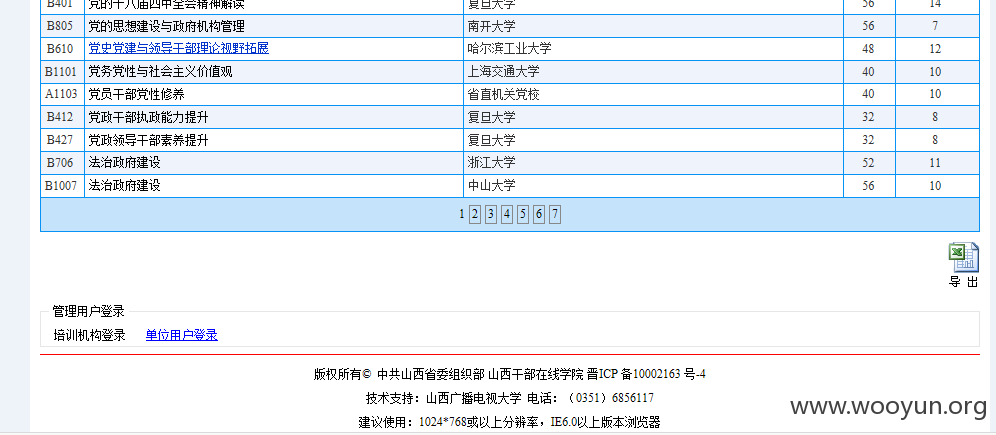 B401 党的十八届四中全会精神解读 复旦大学 56 14
B805 党的思想建设与政府机构管理 南开大学 56 7
B610 党史党建与领导干部理论视野拓展 哈尔滨工业大学 48 12
B1101 党务党性与社会主义价值观 上海交通大学 40 10
A1103 党员干部党性修养 省直机关党校 40 10
B412 党政干部执政能力提升 复旦大学 32 8
B427 党政领导干部素养提升 复旦大学 32 8
B706 法治政府建设 浙江大学 52 11
B1007 法治政府建设 中山大学 56 10
1 2 3 4 5 6 7
导 出
管理用户登录
培训机构登录 单位用户登录
版权所有© 中共山西省委组织部 山西干部在线学院 晋ICP 备10002163 号-4
技术支持：山西广播电视大学 电话：（0351）6856117
建议使用：1024*768或以上分辨率，IE6.0以上版本浏览器
www.wooyun.org